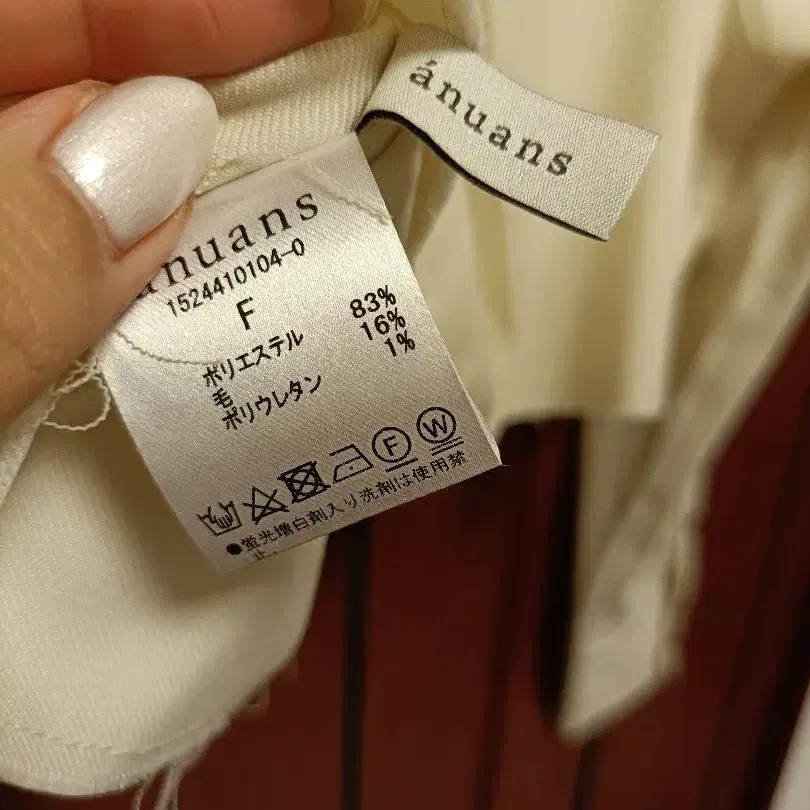 ánuans
ánuans
1524410104-0
F
ポリエステル 83%
毛 16%
ポリウレタン 1%
F W
●蛍光増白剤入り洗剤は使用禁
止。